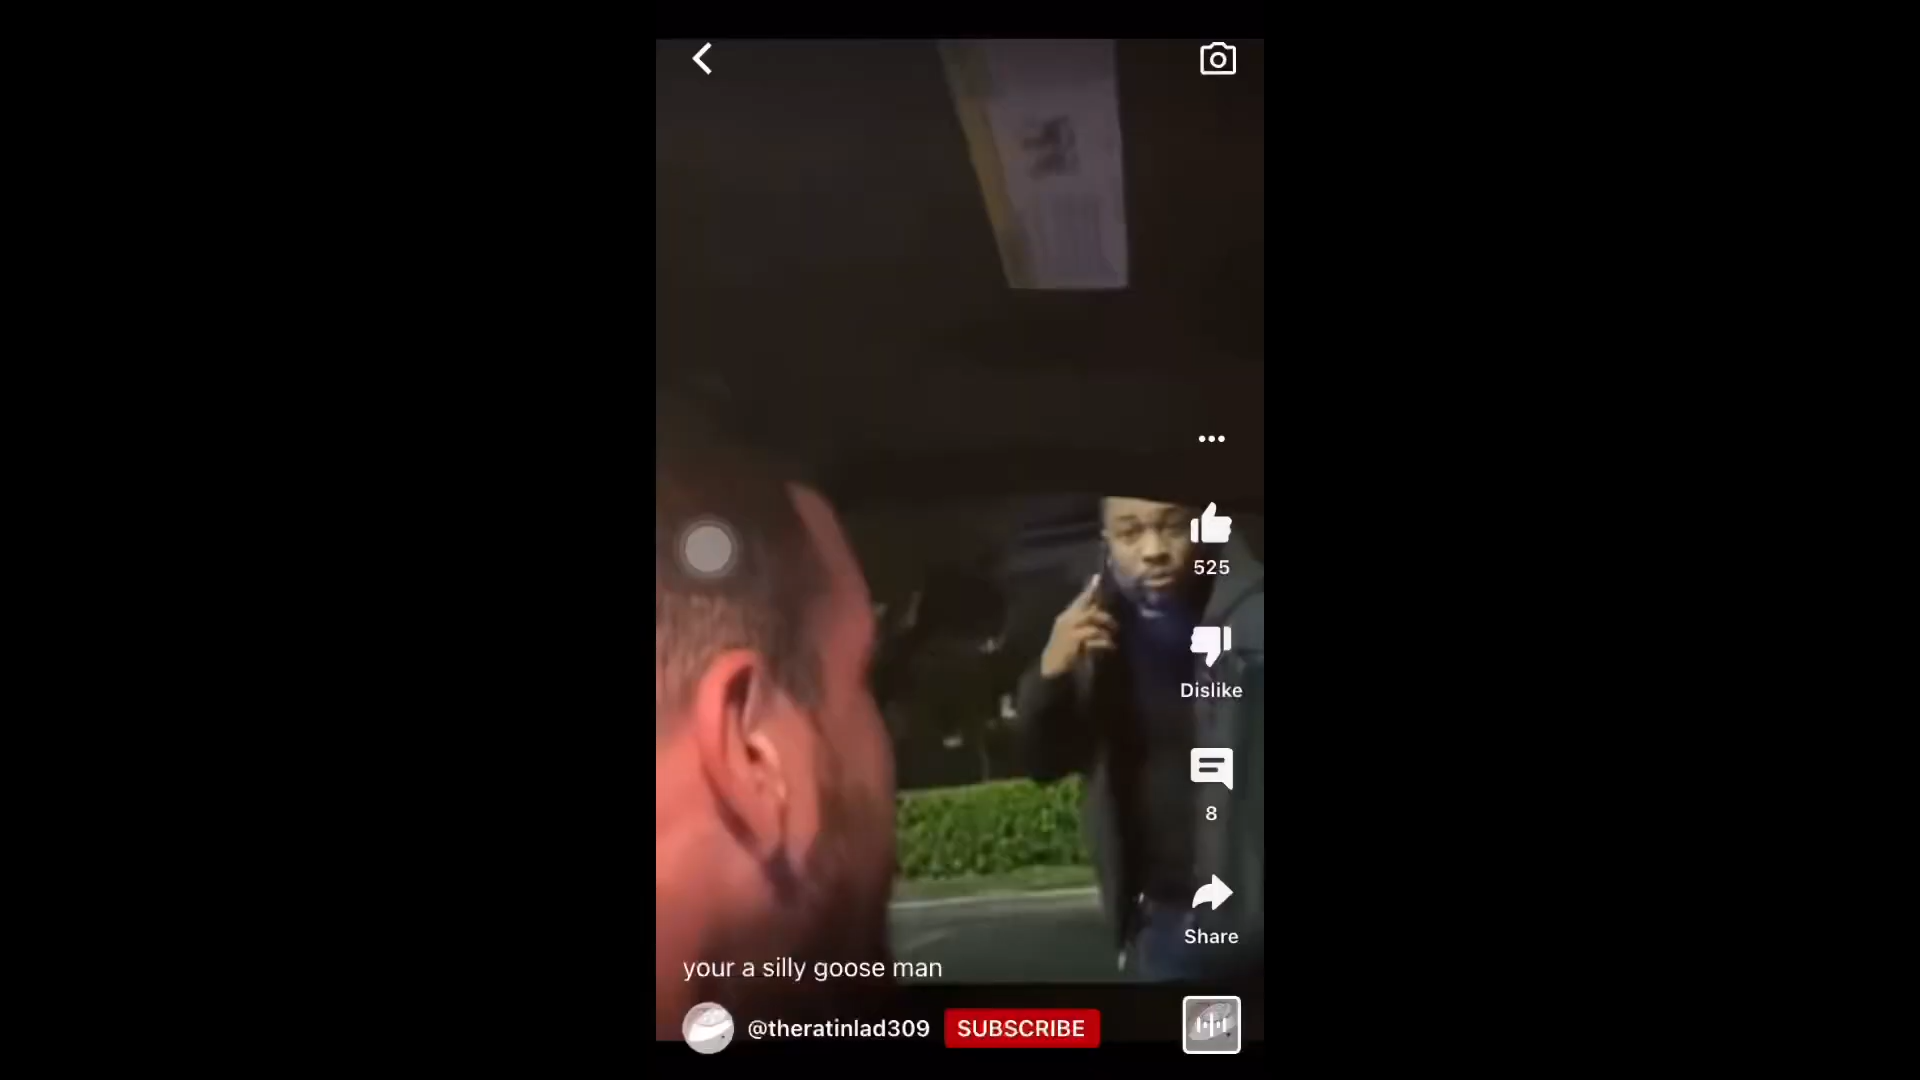 525
Dislike
8
Share
your a silly goose man
@theratinlad309
SUBSCRIBE